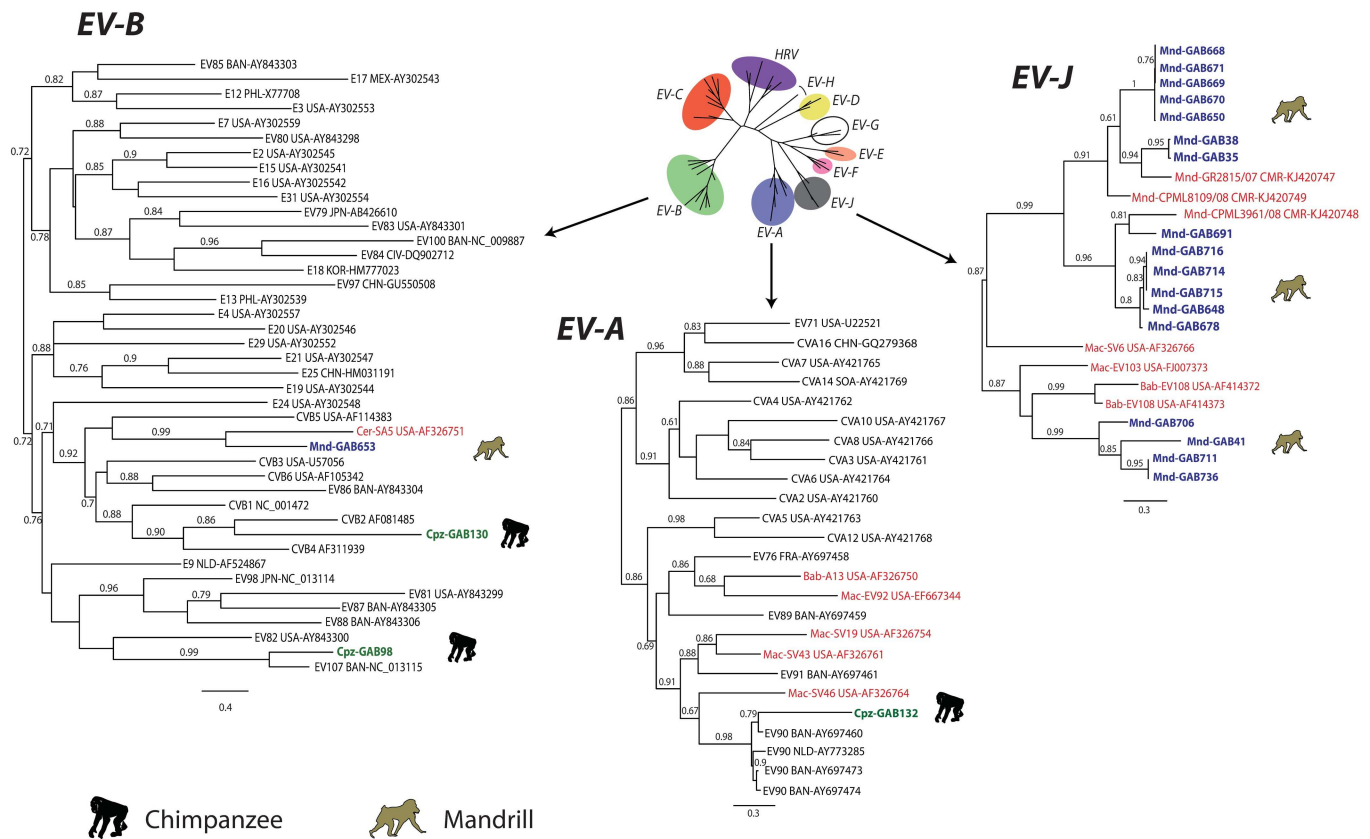 EV-B
0.82
EV85 BAN-AY843303
E17 MEX-AY302543
0.87
E12 PHL-X77708
E3 USA-AY302553
0.72
0.88
E7 USA-AY302559
EV80 USA-AY843298
0.9
E2 USA-AY302545
0.85
E15 USA-AY302541
E16 USA-AY3025542
E31 USA-AY302554
0.84
EV79 JPN-AB426610
EV83 USA-AY843301
0.78
0.87
0.96
EV100 BAN-NC_009887
EV84 CIV-DQ902712
E18 KOR-HM777023
0.85
EV97 CHN-GU550508
E13 PHL-AY302539
E4 USA-AY302557
E20 USA-AY302546
0.88
E29 USA-AY302552
0.9
E21 USA-AY302547
0.76
E25 CHN-HM031191
E19 USA-AY302544
E24 USA-AY302548
0.72
0.71
CVB5 USA-AF114383
0.99
Cer-SA5 USA-AF326751
Mnd-GAB653
0.92
CVB3 USA-U57056
0.88
CVB6 USA-AF105342
EV86 BAN-AY843304
0.7
CVB1 NC_001472
0.88
0.86
CVB2 AF081485
0.90
Cpz-GAB130
CVB4 AF311939
0.76
E9 NLD-AF524867
0.96
EV98 JPN-NC_013114
0.79
EV81 USA-AY843299
EV87 BAN-AY843305
EV88 BAN-AY843306
EV82 USA-AY843300
0.99
Cpz-GAB98
EV107 BAN-NC_013115
0.4
HRV
EV-H
EV-C
EV-D
EV-G
EV-E
EV-F
EV-J
EV-B
EV-A
EV-A
0.83
EV71 USA-U22521
0.96
CVA16 CHN-GQ279368
0.88
CVA7 USA-AY421765
CVA14 SOA-AY421769
0.86
CVA4 USA-AY421762
0.61
CVA10 USA-AY421767
0.84
CVA8 USA-AY421766
0.91
CVA3 USA-AY421761
CVA6 USA-AY421764
CVA2 USA-AY421760
0.98
CVA5 USA-AY421763
CVA12 USA-AY421768
0.86
0.86
EV76 FRA-AY697458
0.68
Bab-A13 USA-AF326750
Mac-EV92 USA-EF667344
EV89 BAN-AY697459
0.69
0.86
Mac-SV19 USA-AF326754
0.88
Mac-SV43 USA-AF326761
EV91 BAN-AY697461
0.91
Mac-SV46 USA-AF326764
0.67
0.79
Cpz-GAB132
0.98
EV90 BAN-AY697460
EV90 NLD-AY773285
0.9
EV90 BAN-AY697473
EV90 BAN-AY697474
0.3
EV-J
Mnd-GAB668
0.76
Mnd-GAB671
1
Mnd-GAB669
Mnd-GAB670
Mnd-GAB650
0.61
0.95
Mnd-GAB38
0.94
Mnd-GAB35
0.91
Mnd-GR2815/07 CMR-KJ420747
Mnd-CPML8109/08 CMR-KJ420749
0.99
0.81
Mnd-CPML3961/08 CMR-KJ420748
Mnd-GAB691
0.96
Mnd-GAB716
0.94
Mnd-GAB714
0.83
Mnd-GAB715
0.8
Mnd-GAB648
Mnd-GAB678
0.87
Mac-SV6 USA-AF326766
Mac-EV103 USA-FJ007373
0.87
0.99
Bab-EV108 USA-AF414372
Bab-EV108 USA-AF414373
Mnd-GAB706
0.99
0.85
Mnd-GAB41
0.95
Mnd-GAB711
Mnd-GAB736
0.3
Chimpanzee
Mandrill